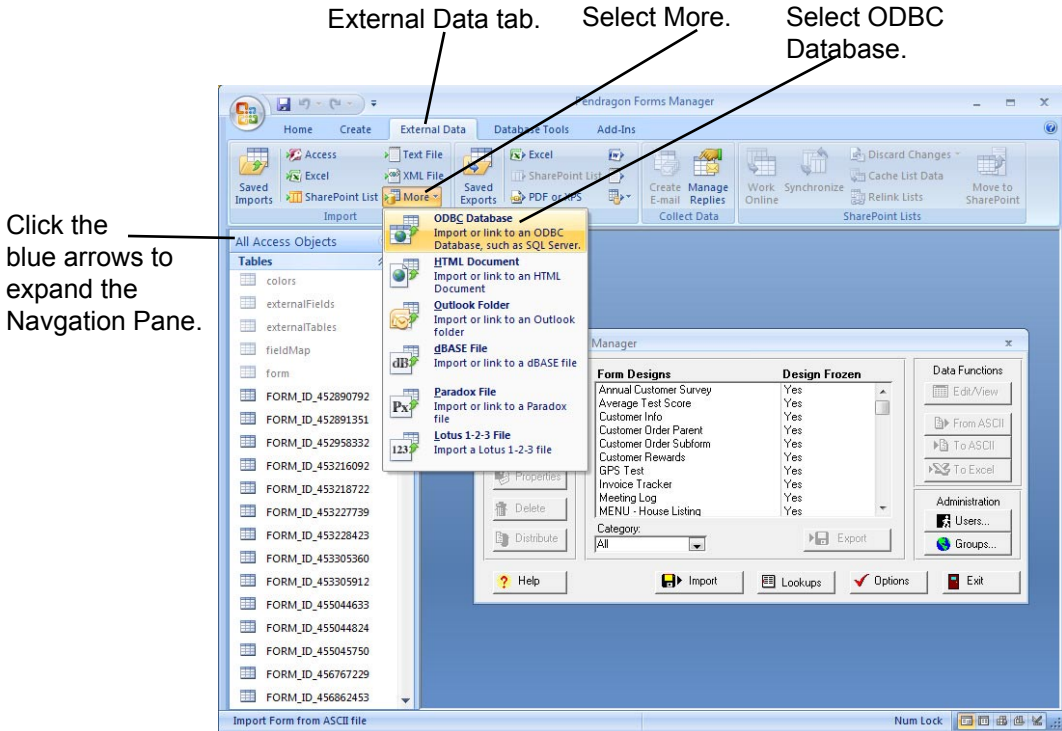 External Data tab.
Select More.
Select ODBC
Database.
Click the
blue arrows to
expand the
Navgation Pane.
Pendragon Forms Manager
Home Create External Data Database Tools Add-Ins
Saved
Imports
Access
Excel
SharePoint List
Text File
XML File
More
Import
Saved
Exports
Excel
SharePoint List
PDF or XPS
Create
E-mail
Manage
Replies
Collect Data
Work
Online
Synchronize
Discard Changes
Cache List Data
Relink Lists
Move to
SharePoint
SharePoint Lists
ODBC Database
Import or link to an ODBC
Database, such as SQL Server.
HTML Document
Import or link to an HTML
Document
Outlook Folder
Import or link to an Outlook
folder
dBASE File
Import or link to a dBASE file
Paradox File
Import or link to a Paradox
file
Lotus 1-2-3 File
Import a Lotus 1-2-3 file
dB
Px
123
All Access Objects
Tables
colors
externalFields
externalTables
fieldMap
form
FORM_ID_452890792
FORM_ID_452891351
FORM_ID_452958332
FORM_ID_453216092
FORM_ID_453218722
FORM_ID_453227739
FORM_ID_453228423
FORM_ID_453305360
FORM_ID_453305912
FORM_ID_455044633
FORM_ID_455044824
FORM_ID_455045750
FORM_ID_456767229
FORM_ID_456862453
Manager
Form Designs Design Frozen
Annual Customer Survey Yes
Average Test Score Yes
Customer Info Yes
Customer Order Parent Yes
Customer Order Subform Yes
Customer Rewards Yes
GPS Test Yes
Invoice Tracker Yes
Meeting Log Yes
MENU - House Listing Yes
Properties
Delete
Distribute
Category:
All
Export
Data Functions
Edit/View
From ASCII
To ASCII
To Excel
Administration
Users...
Groups...
Help
Import
Lookups
Options
Exit
Import Form from ASCII file
Num Lock